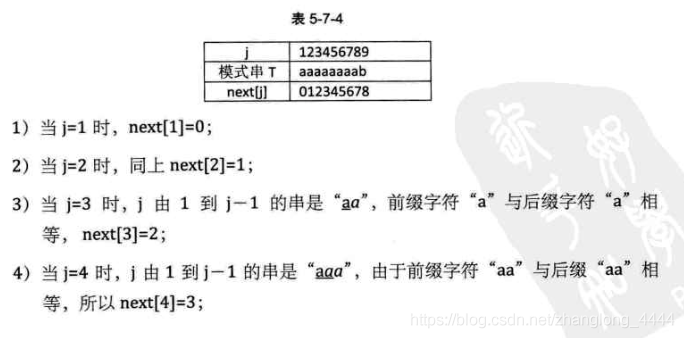 表 5-7-4
j 123456789
模式串 T aaaaaaaab
next[j] 012345678
1）当 j=1 时，next[1]=0；
2）当 j=2 时，同上 next[2]=1；
3）当 j=3 时，j 由 1 到 j−1 的串是“aa”，前缀字符“a”与后缀字符“a”相
等，next[3]=2；
4）当 j=4 时，j 由 1 到 j−1 的串是“aaa”，由于前缀字符“aa”与后缀“aa”相
等，所以 next[4]=3；
https://blog.csdn.net/zhanglong_4444